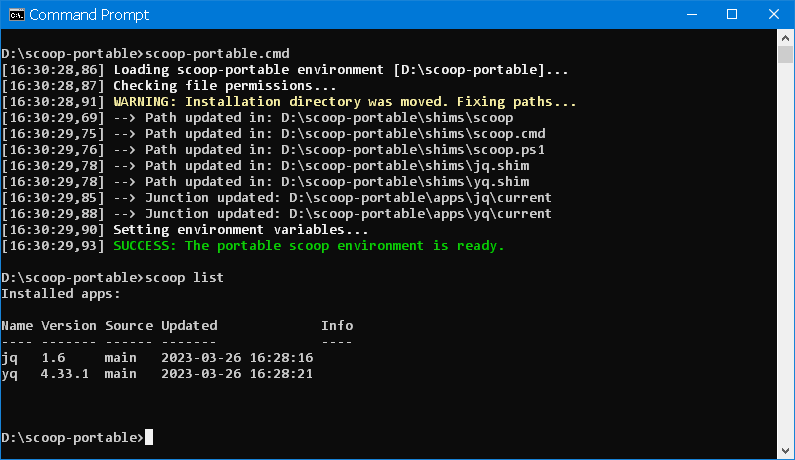 Command Prompt
D:\scoop-portable>scoop-portable.cmd
[16:30:28,86] Loading scoop-portable environment [D:\scoop-portable]...
[16:30:28,87] Checking file permissions...
[16:30:28,91] WARNING: Installation directory was moved. Fixing paths...
[16:30:29,69] --> Path updated in: D:\scoop-portable\shims\scoop
[16:30:29,75] --> Path updated in: D:\scoop-portable\shims\scoop.cmd
[16:30:29,76] --> Path updated in: D:\scoop-portable\shims\scoop.ps1
[16:30:29,78] --> Path updated in: D:\scoop-portable\shims\jq.shim
[16:30:29,78] --> Path updated in: D:\scoop-portable\shims\yq.shim
[16:30:29,85] --> Junction updated: D:\scoop-portable\apps\jq\current
[16:30:29,88] --> Junction updated: D:\scoop-portable\apps\yq\current
[16:30:29,90] Setting environment variables...
[16:30:29,93] SUCCESS: The portable scoop environment is ready.
D:\scoop-portable>scoop list
Installed apps:
Name Version Source Updated             Info
---- ------- ------ -------             ----
jq   1.6     main   2023-03-26 16:28:16
yq   4.33.1  main   2023-03-26 16:28:21
D:\scoop-portable>